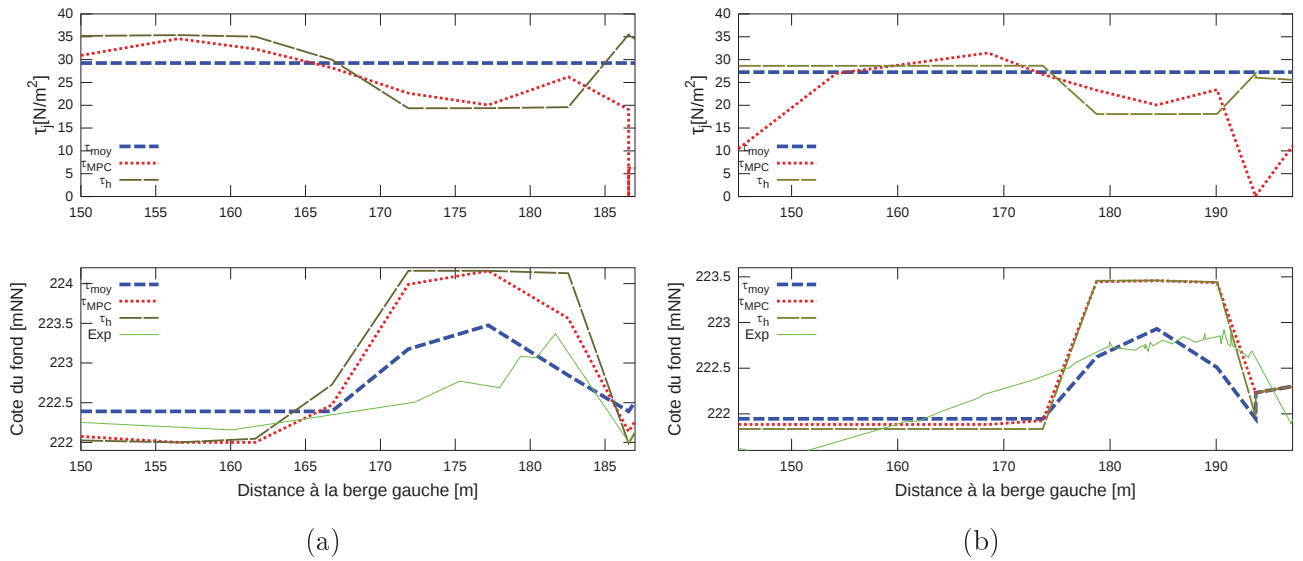 40
35
30
25
20
15
10
5
0
τj[N/m²]
τmoy
τMPC
τh
150 155 160 165 170 175 180 185
224
223.5
223
222.5
222
Cote du fond [mNN]
τmoy
τMPC
τh
Exp
150 155 160 165 170 175 180 185
Distance à la berge gauche [m]
(a)
40
35
30
25
20
15
10
5
0
τj[N/m²]
τmoy
τMPC
τh
150 160 170 180 190
223.5
223
222.5
222
Cote du fond [mNN]
τmoy
τMPC
τh
Exp
150 160 170 180 190
Distance à la berge gauche [m]
(b)